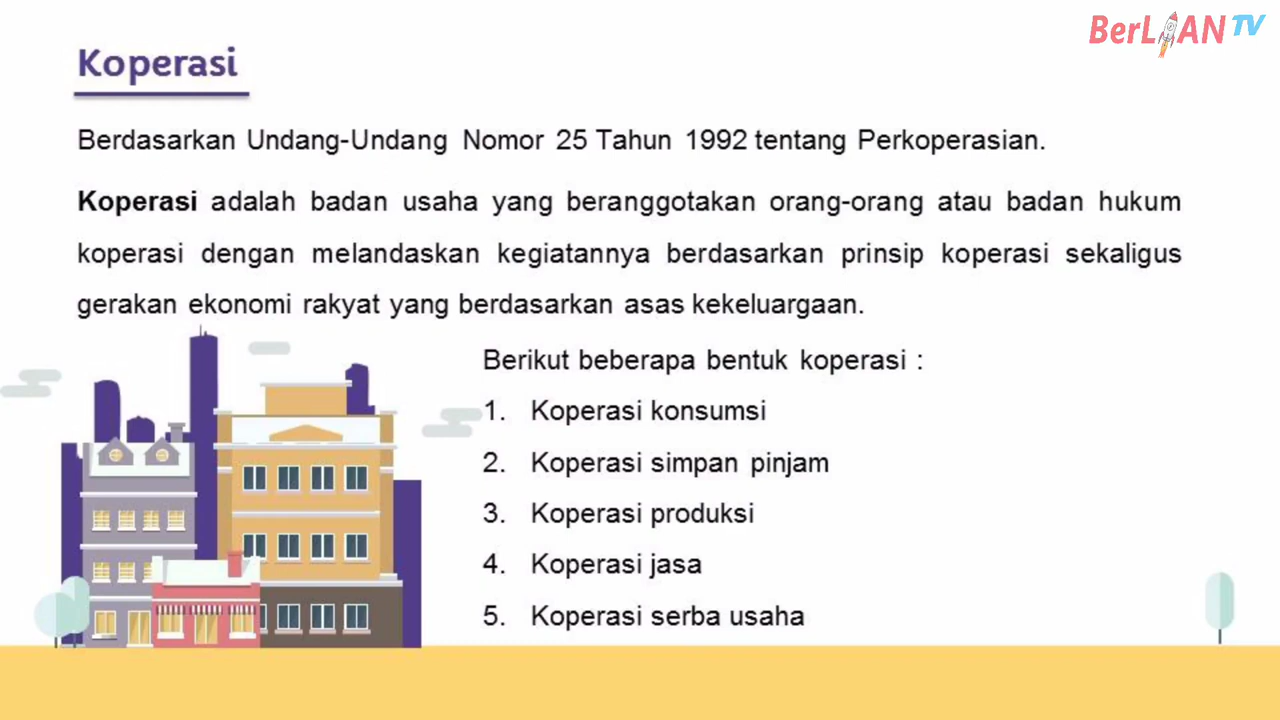 BerLIAN TV
Koperasi
Berdasarkan Undang-Undang Nomor 25 Tahun 1992 tentang Perkoperasian.
Koperasi adalah badan usaha yang beranggotakan orang-orang atau badan hukum
koperasi dengan melandaskan kegiatannya berdasarkan prinsip koperasi sekaligus
gerakan ekonomi rakyat yang berdasarkan asas kekeluargaan.
Berikut beberapa bentuk koperasi :
1. Koperasi konsumsi
2. Koperasi simpan pinjam
3. Koperasi produksi
4. Koperasi jasa
5. Koperasi serba usaha